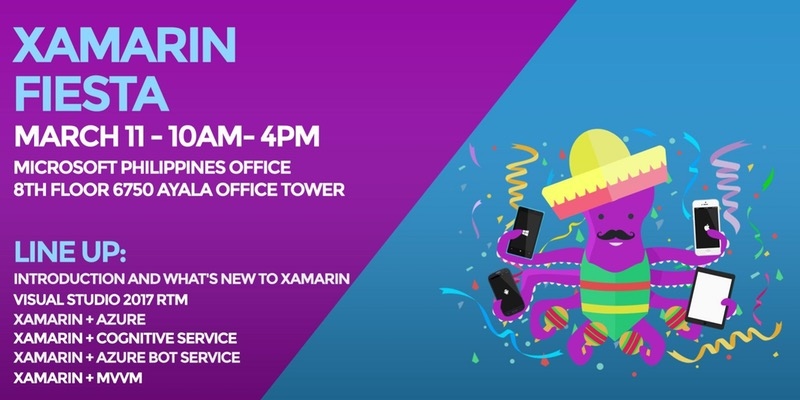 XAMARIN
FIESTA
MARCH 11 - 10AM- 4PM
MICROSOFT PHILIPPINES OFFICE
8TH FLOOR 6750 AYALA OFFICE TOWER
LINE UP:
INTRODUCTION AND WHAT'S NEW TO XAMARIN
VISUAL STUDIO 2017 RTM
XAMARIN + AZURE
XAMARIN + COGNITIVE SERVICE
XAMARIN + AZURE BOT SERVICE
XAMARIN + MVVM